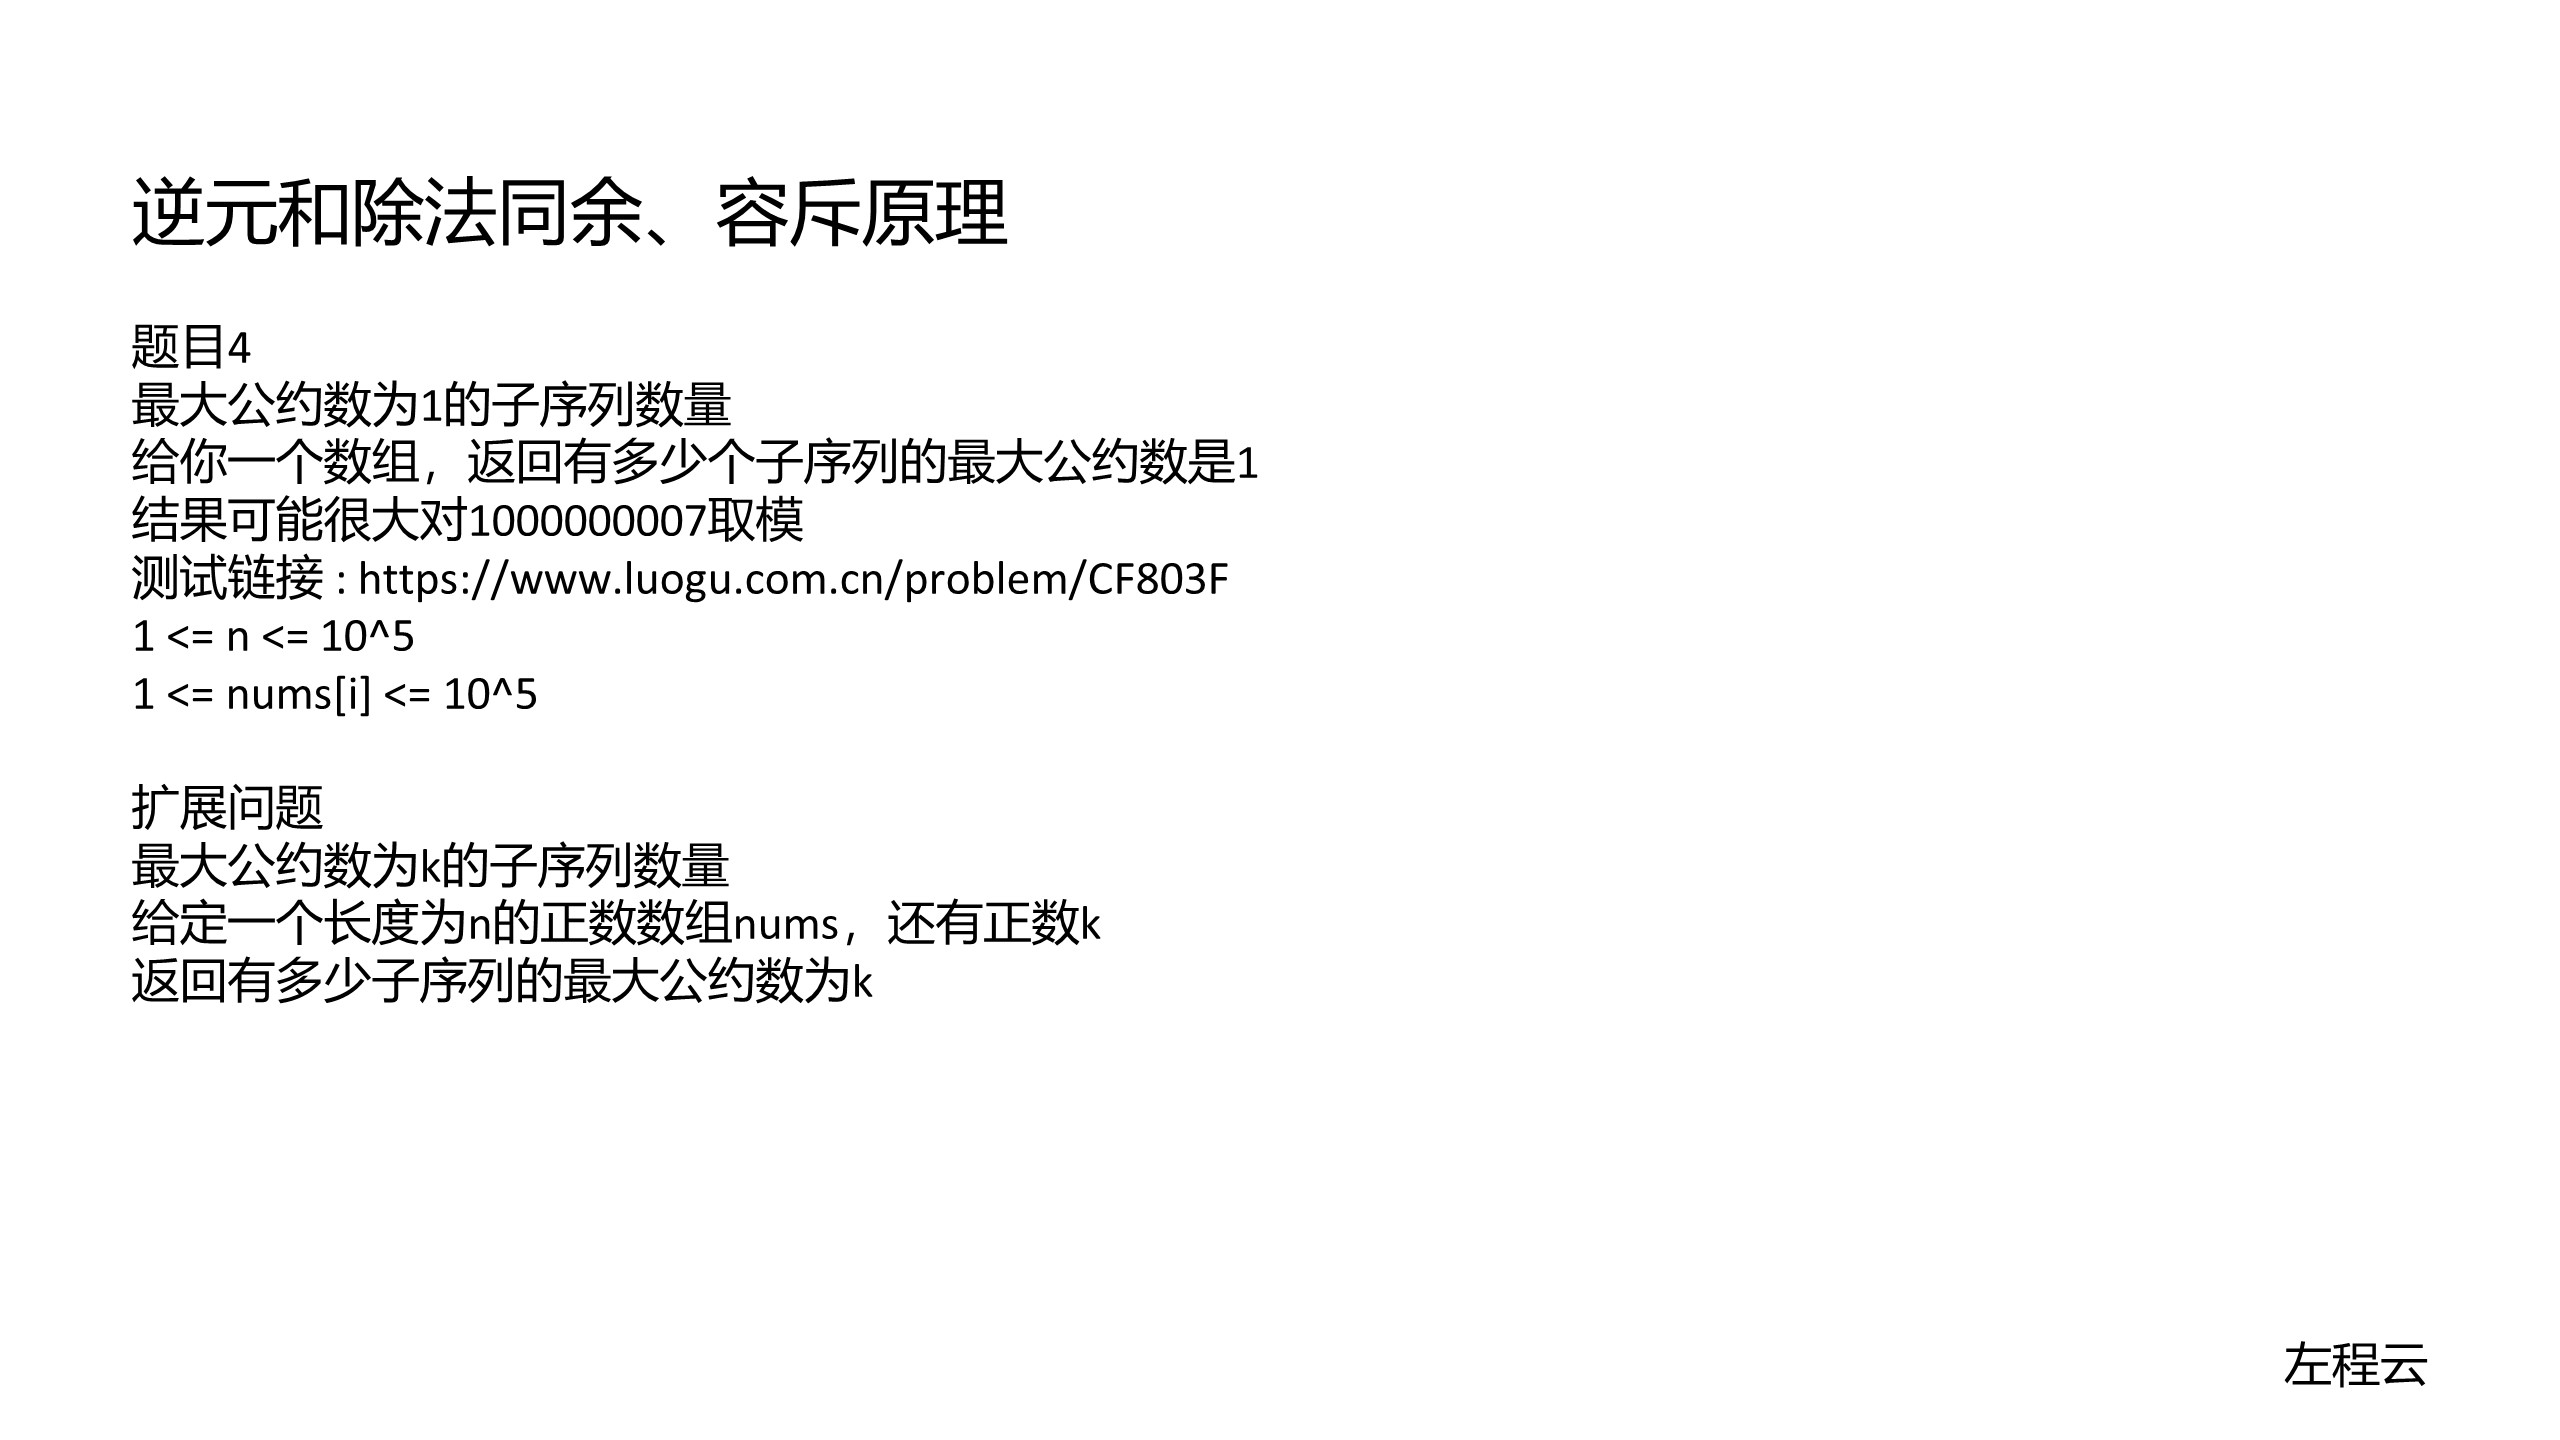 逆元和除法同余、容斥原理
题目4
最大公约数为1的子序列数量
给你一个数组，返回有多少个子序列的最大公约数是1
结果可能很大对1000000007取模
测试链接 : https://www.luogu.com.cn/problem/CF803F
1 <= n <= 10^5
1 <= nums[i] <= 10^5
扩展问题
最大公约数为k的子序列数量
给定一个长度为n的正数数组nums，还有正数k
返回有多少子序列的最大公约数为k
左程云